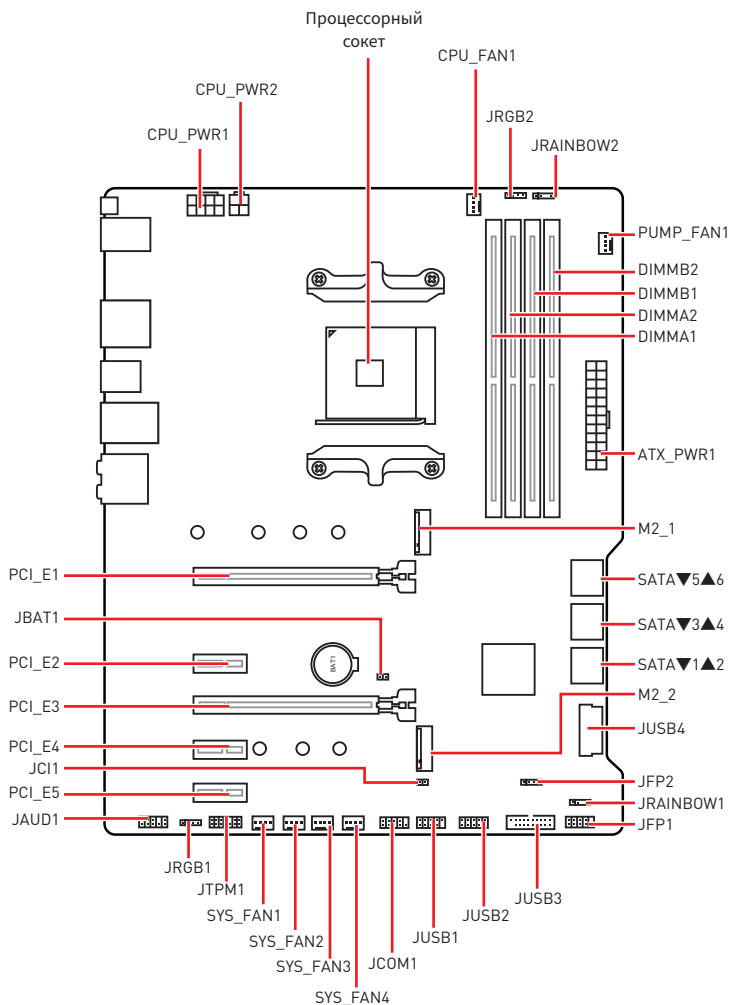 Процессорный
сокет
CPU_FAN1
CPU_PWR2
JRGB2
CPU_PWR1
JRAINBOW2
PUMP_FAN1
DIMMB2
DIMMB1
DIMMA2
DIMMA1
ATX_PWR1
M2_1
PCI_E1
SATA▼5▲6
JBAT1
SATA▼3▲4
PCI_E2
BAT1
SATA▼1▲2
M2_2
PCI_E3
JUSB4
PCI_E4
JCI1
JFP2
PCI_E5
JRAINBOW1
JAUD1
JFP1
JRGB1
JTPM1
JUSB3
SYS_FAN1
JUSB2
SYS_FAN2
JUSB1
SYS_FAN3
JCOM1
SYS_FAN4